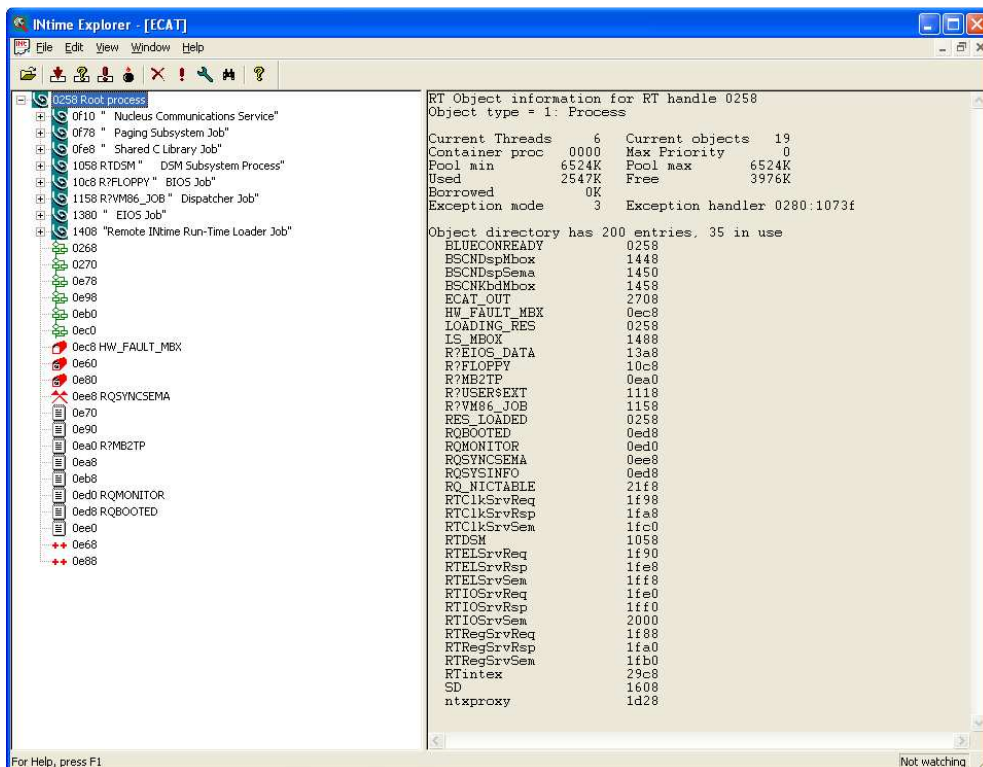 INtime Explorer - [ECAT]
File Edit View Window Help
0258 Root process
0f10 " Nucleus Communications Service"
0f78 " Paging Subsystem Job"
0fe8 " Shared C Library Job"
1058 RTDSM " DSM Subsystem Process"
10c8 R?FLOPPY " BIOS Job"
1158 R?VM86_JOB " Dispatcher Job"
1380 " EIOS Job"
1408 "Remote INtime Run-Time Loader Job"
0268
0270
0e78
0e98
0eb0
0ec0
0ec8 HW_FAULT_MBX
0e60
0e80
0ee8 RQSYNCSEMA
0e70
0e90
0ea0 R?MB2TP
0ea8
0eb8
0ed0 RQMONITOR
0ed8 RQBOOTED
0ee0
0e68
0e88
RT Object information for RT handle 0258
Object type = 1: Process
Current Threads 6 Current objects 19
Container proc 0000 Max Priority 0
Pool min 6524K Pool max 6524K
Used 2547K Free 3976K
Borrowed 0K
Exception mode 3 Exception handler 0280:1073f
Object directory has 200 entries, 35 in use
BLUECONREADY 0258
BSCNDspMbox 1448
BSCNDspSema 1450
BSCNKbdMbox 1458
ECAT_OUT 2708
HW_FAULT_MBX 0ec8
LOADING_RES 0258
LS_MBOX 1488
R?EIOS_DATA 13a8
R?FLOPPY 10c8
R?MB2TP 0ea0
R?USER$EXT 1118
R?VM86_JOB 1158
RES_LOADED 0258
RQBOOTED 0ed8
RQMONITOR 0ed0
RQSYNCSEMA 0ee8
RQSYSINFO 0ed8
RQ_NICTABLE 21f8
RTClkSrvReq 1f98
RTClkSrvRsp 1fa8
RTClkSrvSem 1fc0
RTDSM 1058
RTELSrvReq 1f90
RTELSrvRsp 1fe8
RTELSrvSem 1ff8
RTIOSrvReq 1fe0
RTIOSrvRsp 1ff0
RTIOSrvSem 2000
RTRegSrvReq 1f88
RTRegSrvRsp 1fa0
RTRegSrvSem 1fb0
RTintex 29c8
SD 1608
ntxproxy 1d28
For Help, press F1
Not watching